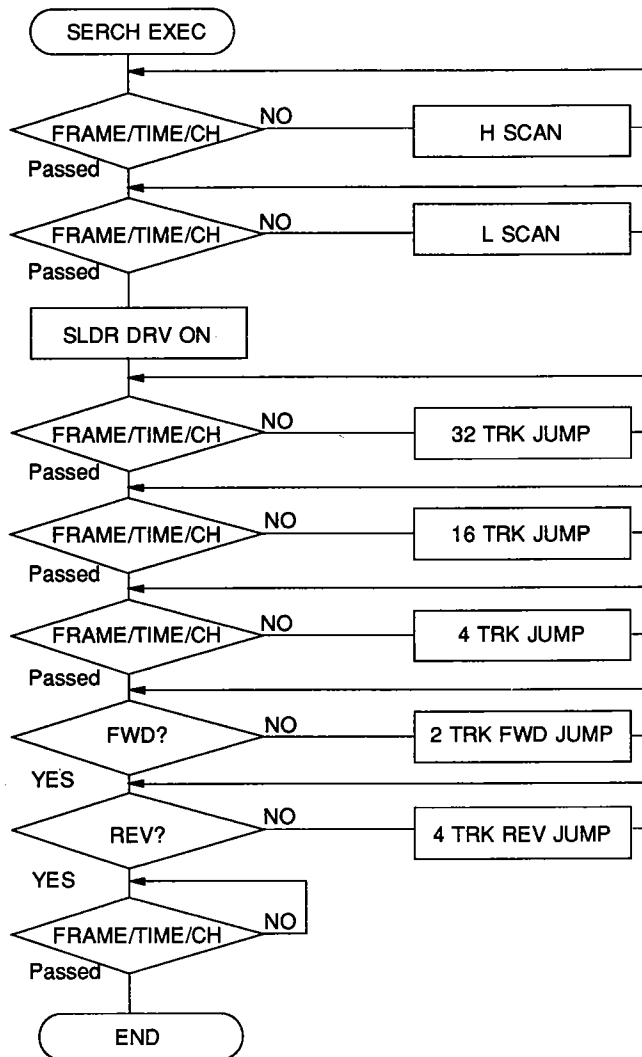 SERCH EXEC
FRAME/TIME/CH
NO
H SCAN
Passed
FRAME/TIME/CH
NO
L SCAN
Passed
SLDR DRV ON
FRAME/TIME/CH
NO
32 TRK JUMP
Passed
FRAME/TIME/CH
NO
16 TRK JUMP
Passed
FRAME/TIME/CH
NO
4 TRK JUMP
Passed
FWD?
NO
2 TRK FWD JUMP
YES
REV?
NO
4 TRK REV JUMP
YES
FRAME/TIME/CH
NO
Passed
END